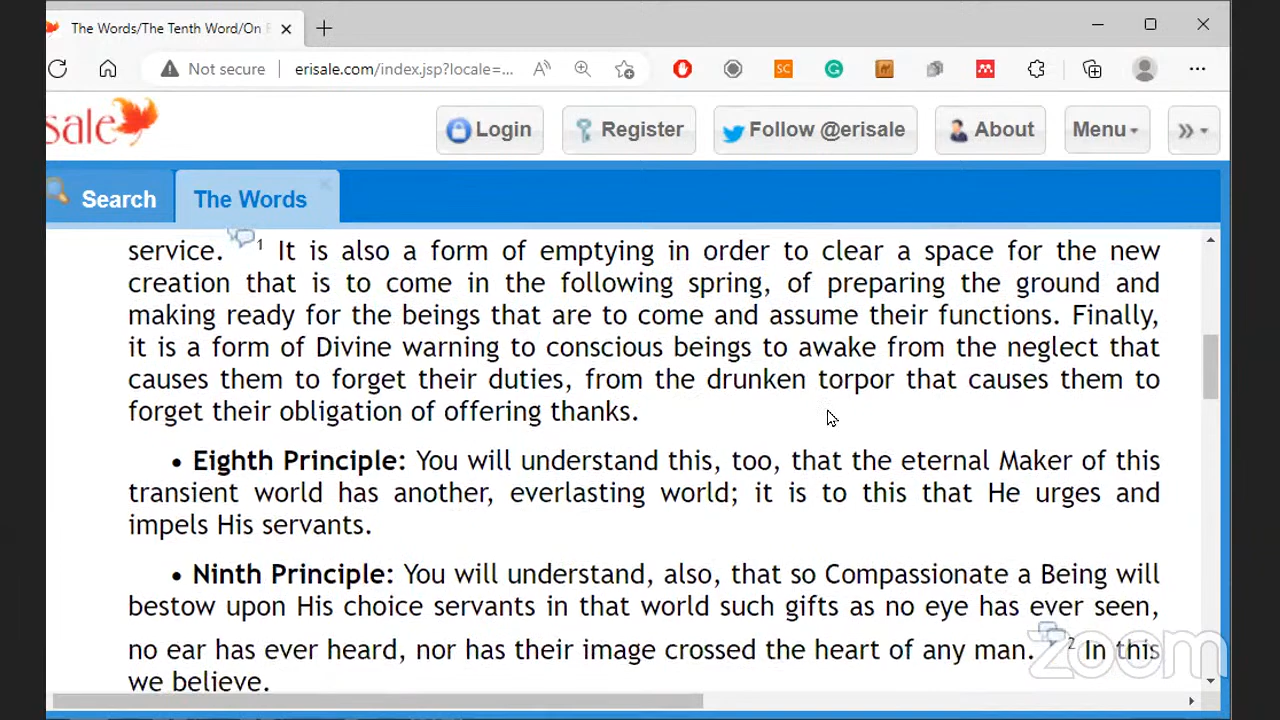 The Words/The Tenth Word/On
Not secure erisale.com/index.jsp?locale=...
sale
Login Register Follow @erisale About Menu
Search The Words
service. 1 It is also a form of emptying in order to clear a space for the new
creation that is to come in the following spring, of preparing the ground and
making ready for the beings that are to come and assume their functions. Finally,
it is a form of Divine warning to conscious beings to awake from the neglect that
causes them to forget their duties, from the drunken torpor that causes them to
forget their obligation of offering thanks.
• Eighth Principle: You will understand this, too, that the eternal Maker of this
transient world has another, everlasting world; it is to this that He urges and
impels His servants.
• Ninth Principle: You will understand, also, that so Compassionate a Being will
bestow upon His choice servants in that world such gifts as no eye has ever seen,
no ear has ever heard, nor has their image crossed the heart of any man. 2 In this
we believe.
zoom